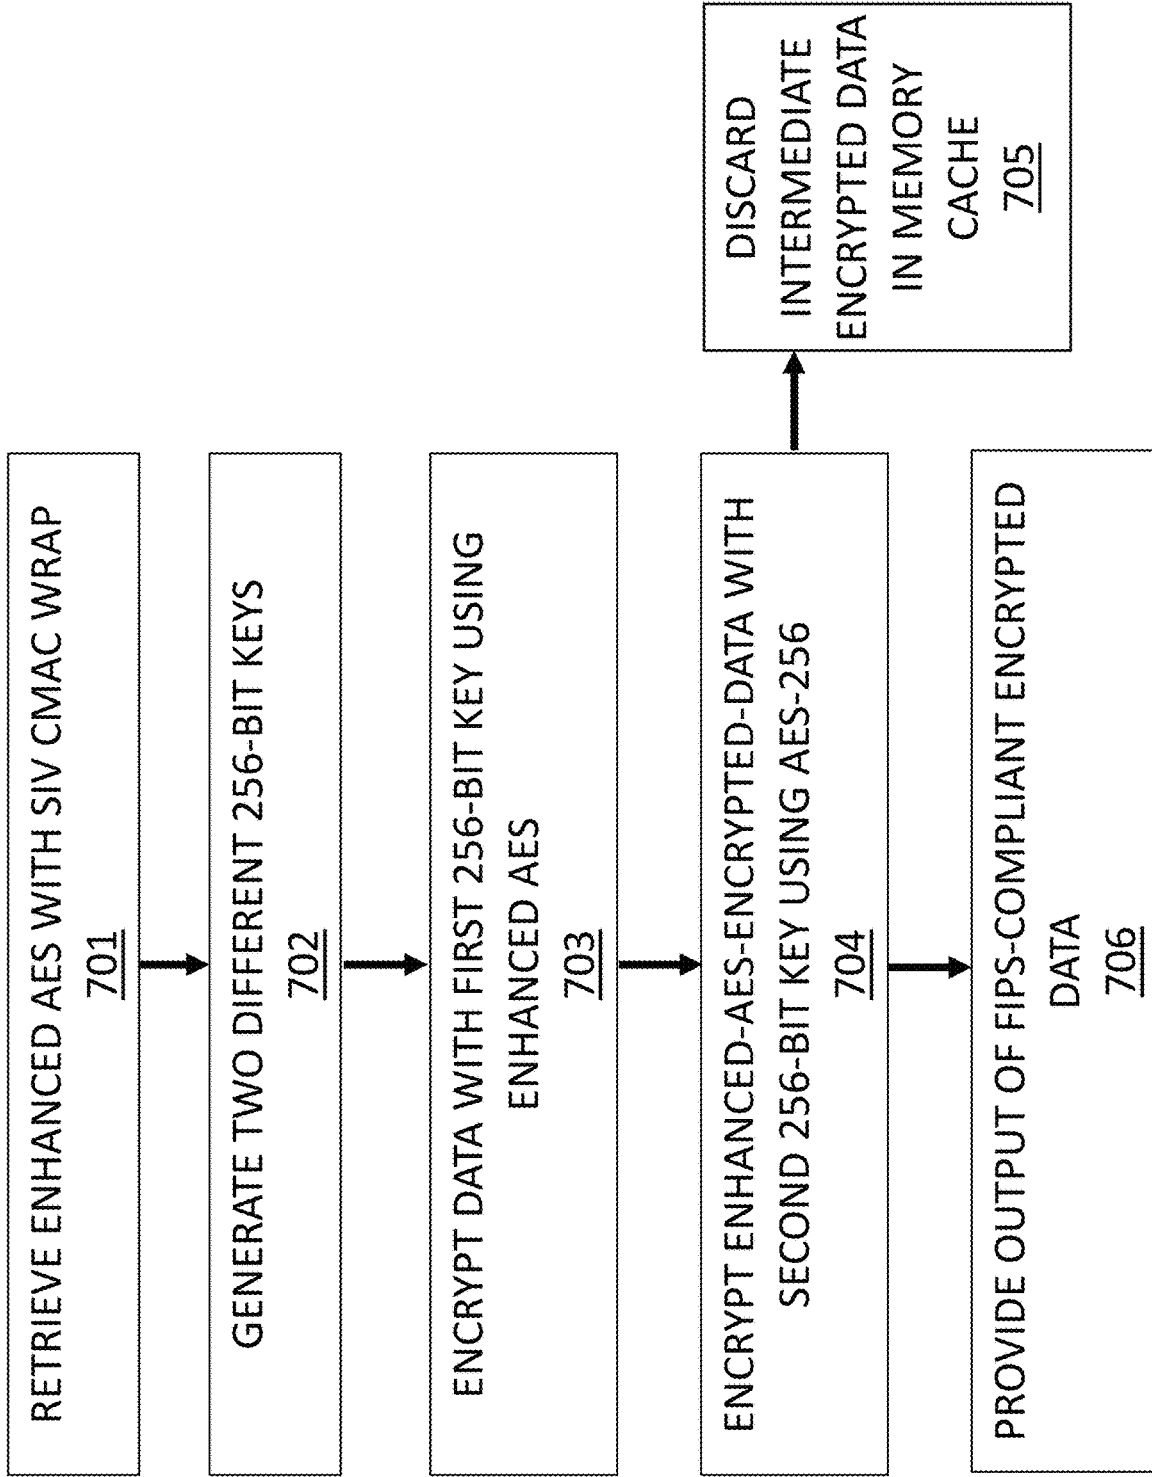 RETRIEVE ENHANCED AES WITH SIV CMAC WRAP
701
GENERATE TWO DIFFERENT 256-BIT KEYS
702
ENCRYPT DATA WITH FIRST 256-BIT KEY USING
ENHANCED AES
703
ENCRYPT ENHANCED-AES-ENCRYPTED-DATA WITH
SECOND 256-BIT KEY USING AES-256
704
DISCARD
INTERMEDIATE
ENCRYPTED DATA
IN MEMORY
CACHE
705
PROVIDE OUTPUT OF FIPS-COMPLIANT ENCRYPTED
DATA
706